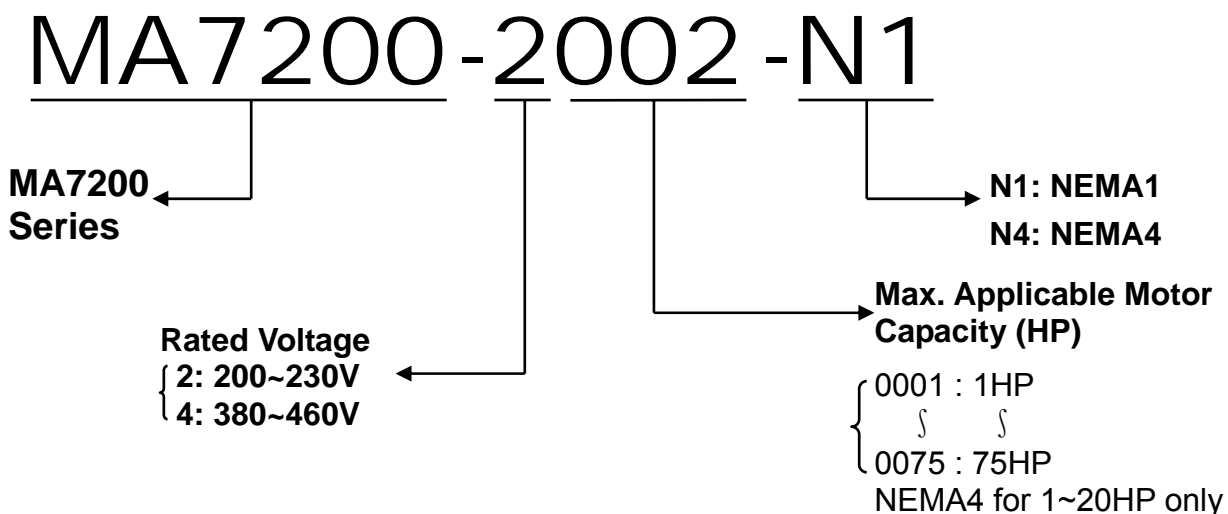 MA7200-2002-N1
MA7200
Series
N1: NEMA1
N4: NEMA4
Max. Applicable Motor
Capacity (HP)
Rated Voltage
2: 200~230V
4: 380~460V
0001 : 1HP
∫ ∫
0075 : 75HP
NEMA4 for 1~20HP only